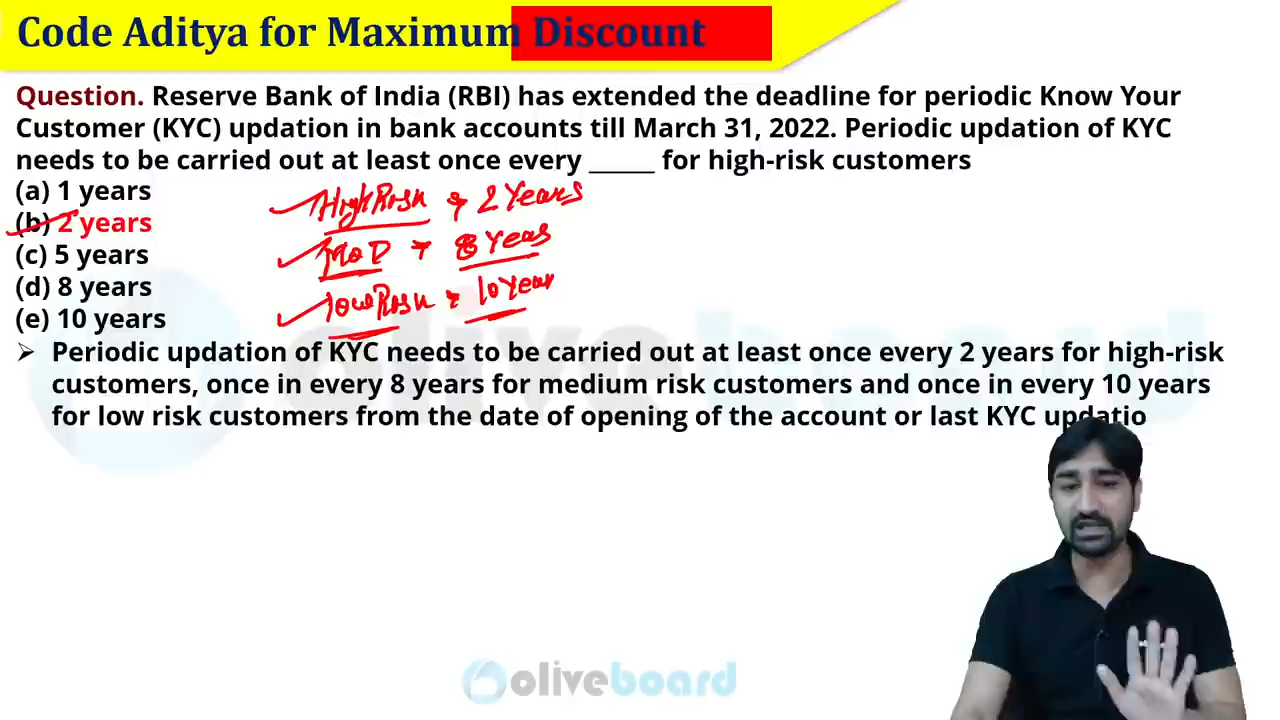 Code Aditya for Maximum Discount
Question. Reserve Bank of India (RBI) has extended the deadline for periodic Know Your
Customer (KYC) updation in bank accounts till March 31, 2022. Periodic updation of KYC
needs to be carried out at least once every _____ for high-risk customers
(a) 1 years
(b) 2 years
(c) 5 years
(d) 8 years
(e) 10 years
High Risk → 2 Years
8 Years
Low Risk → 10 Year
➢ Periodic updation of KYC needs to be carried out at least once every 2 years for high-risk
customers, once in every 8 years for medium risk customers and once in every 10 years
for low risk customers from the date of opening of the account or last KYC updatio
oliveboard
oliveboard